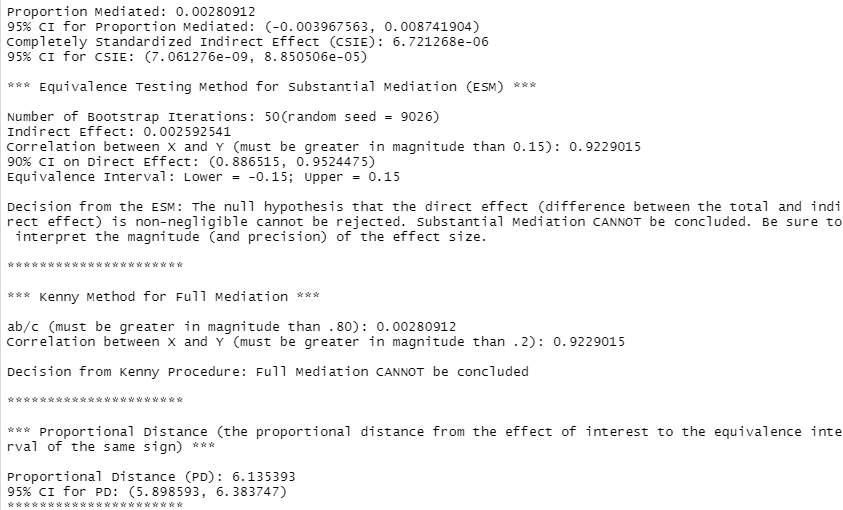 Proportion Mediated: 0.00280912
95% CI for Proportion Mediated: (-0.003967563, 0.008741904)
Completely Standardized Indirect Effect (CSIE): 6.721268e-06
95% CI for CSIE: (7.061276e-09, 8.850506e-05)
*** Equivalence Testing Method for Substantial Mediation (ESM) ***
Number of Bootstrap Iterations: 50(random seed = 9026)
Indirect Effect: 0.002592541
Correlation between X and Y (must be greater in magnitude than 0.15): 0.9229015
90% CI on Direct Effect: (0.886515, 0.9524475)
Equivalence Interval: Lower = -0.15; Upper = 0.15
Decision from the ESM: The null hypothesis that the direct effect (difference between the total and indi
rect effect) is non-negligible cannot be rejected. Substantial Mediation CANNOT be concluded. Be sure to
 interpret the magnitude (and precision) of the effect size.
**********************
*** Kenny Method for Full Mediation ***
ab/c (must be greater in magnitude than .80): 0.00280912
Correlation between X and Y (must be greater in magnitude than .2): 0.9229015
Decision from Kenny Procedure: Full Mediation CANNOT be concluded
**********************
*** Proportional Distance (the proportional distance from the effect of interest to the equivalence inte
rval of the same sign) ***
Proportional Distance (PD): 6.135393
95% CI for PD: (5.898593, 6.383747)
**********************